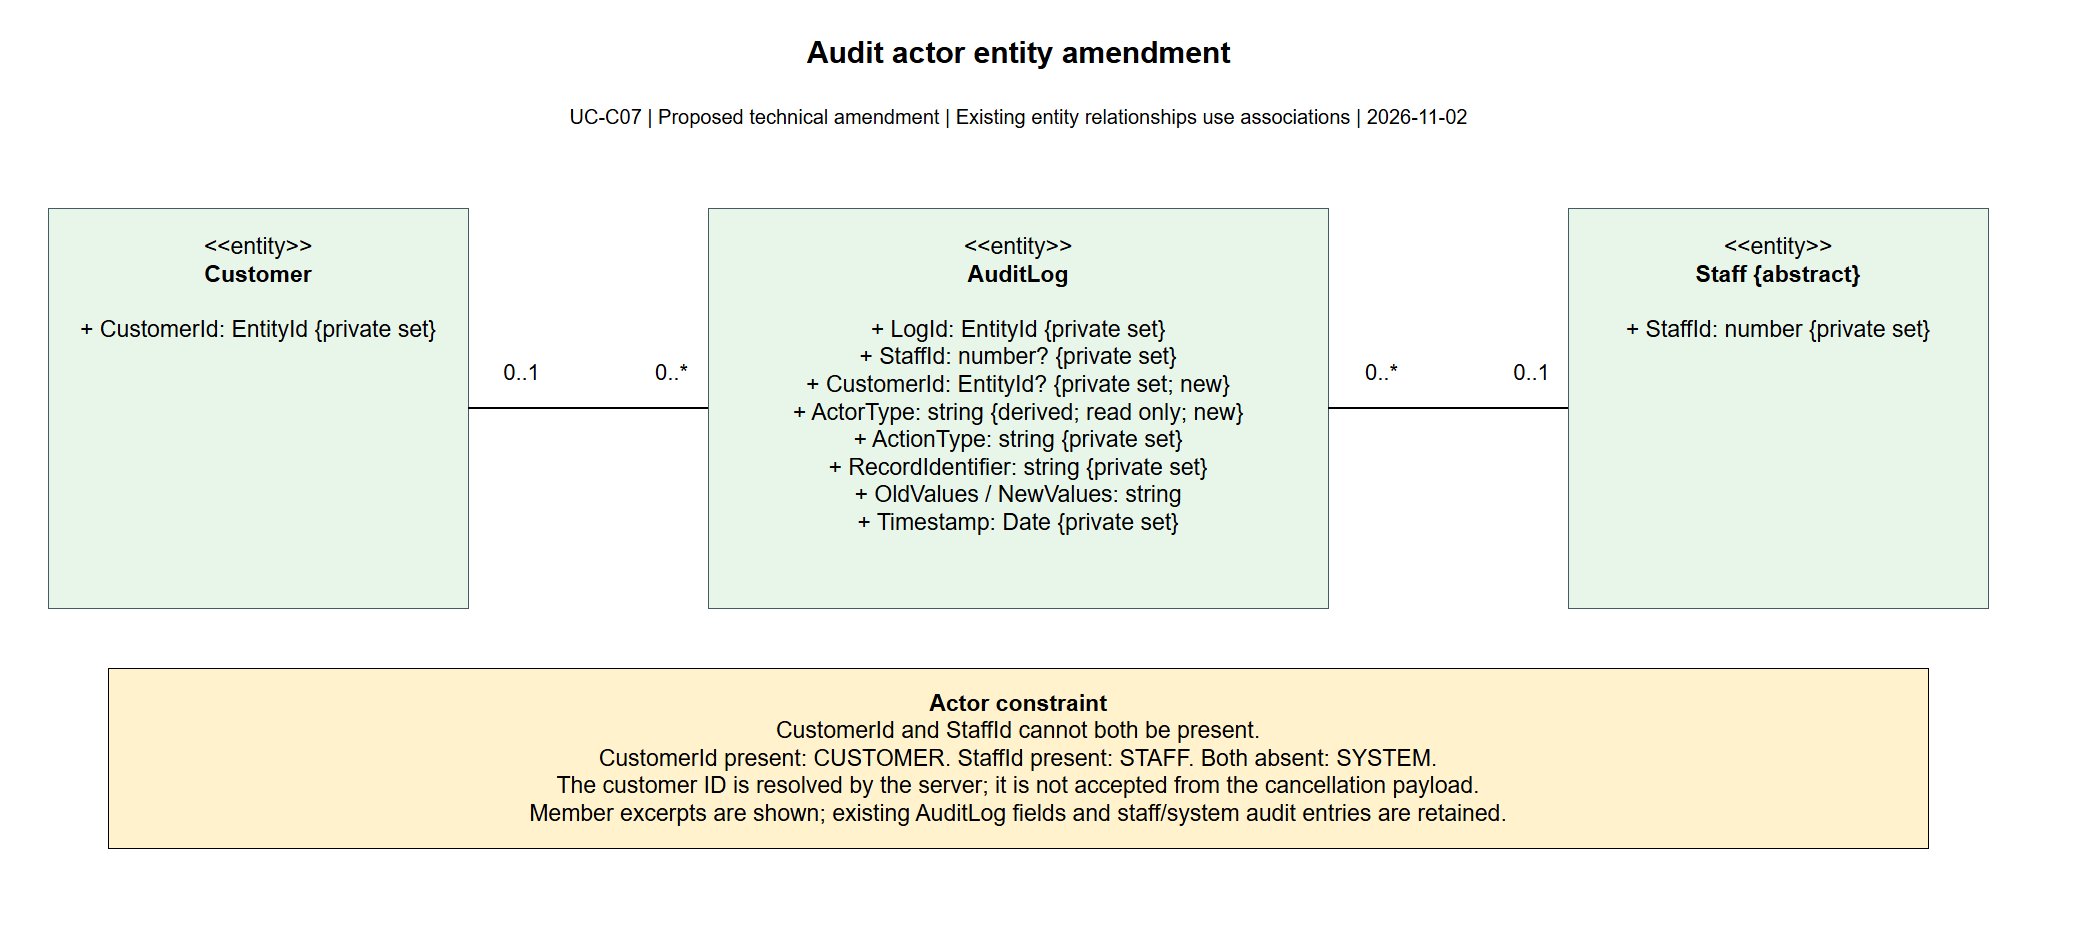 Audit actor entity amendment
UC-C07 | Proposed technical amendment | Existing entity relationships use associations | 2026-11-02
<<entity>>
Customer
+ CustomerId: EntityId {private set}
0..1
0..*
<<entity>>
AuditLog
+ LogId: EntityId {private set}
+ StaffId: number? {private set}
+ CustomerId: EntityId? {private set; new}
+ ActorType: string {derived; read only; new}
+ ActionType: string {private set}
+ RecordIdentifier: string {private set}
+ OldValues / NewValues: string
+ Timestamp: Date {private set}
0..*
0..1
<<entity>>
Staff {abstract}
+ StaffId: number {private set}
Actor constraint
CustomerId and StaffId cannot both be present.
CustomerId present: CUSTOMER. StaffId present: STAFF. Both absent: SYSTEM.
The customer ID is resolved by the server; it is not accepted from the cancellation payload.
Member excerpts are shown; existing AuditLog fields and staff/system audit entries are retained.